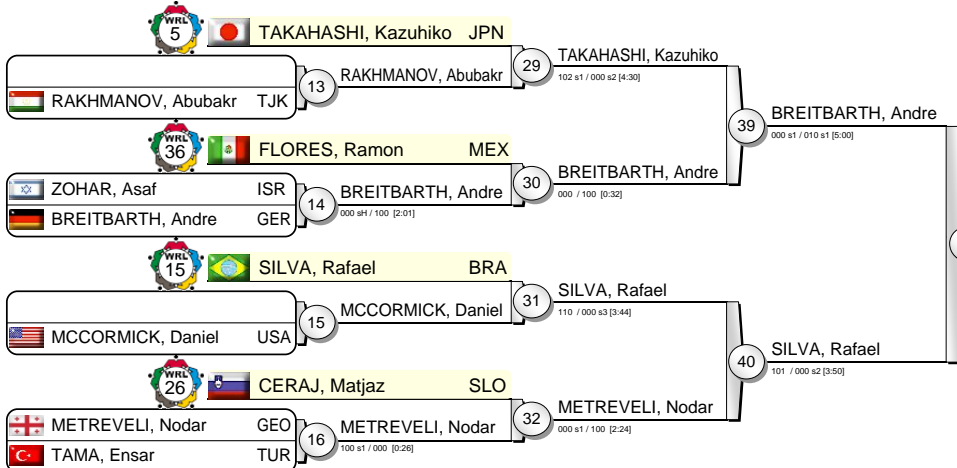 WRL
5
TAKAHASHI, Kazuhiko JPN
13
RAKHMANOV, Abubakr
RAKHMANOV, Abubakr TJK
29
TAKAHASHI, Kazuhiko
102 s1 / 000 s2 [4:30]
WRL
36
FLORES, Ramon MEX
ZOHAR, Asaf ISR
14
BREITBARTH, Andre
000 sH / 100 [2:01]
BREITBARTH, Andre GER
30
BREITBARTH, Andre
000 / 100 [0:32]
39
BREITBARTH, Andre
000 s1 / 010 s1 [5:00]
WRL
15
SILVA, Rafael BRA
15
MCCORMICK, Daniel
MCCORMICK, Daniel USA
31
SILVA, Rafael
110 / 000 s3 [3:44]
WRL
26
CERAJ, Matjaz SLO
METREVELI, Nodar GEO
16
METREVELI, Nodar
100 s1 / 000 [0:26]
TAMA, Ensar TUR
32
METREVELI, Nodar
000 s1 / 100 [2:24]
40
SILVA, Rafael
101 / 000 s2 [3:50]